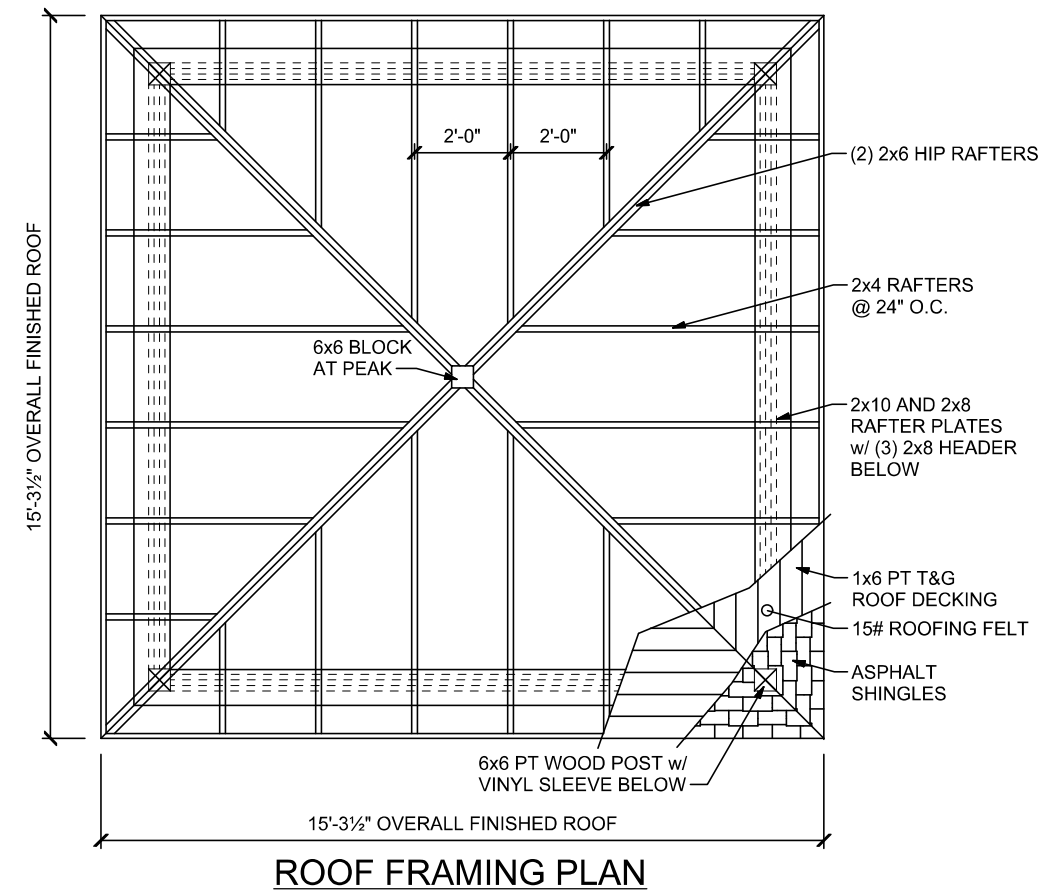 2'-0" 2'-0"
(2) 2x6 HIP RAFTERS
15'-3½" OVERALL FINISHED ROOF
2x4 RAFTERS
@ 24" O.C.
6x6 BLOCK
AT PEAK
2x10 AND 2x8
RAFTER PLATES
w/ (3) 2x8 HEADER
BELOW
1x6 PT T&G
ROOF DECKING
15# ROOFING FELT
ASPHALT
SHINGLES
6x6 PT WOOD POST w/
VINYL SLEEVE BELOW
15'-3½" OVERALL FINISHED ROOF
ROOF FRAMING PLAN